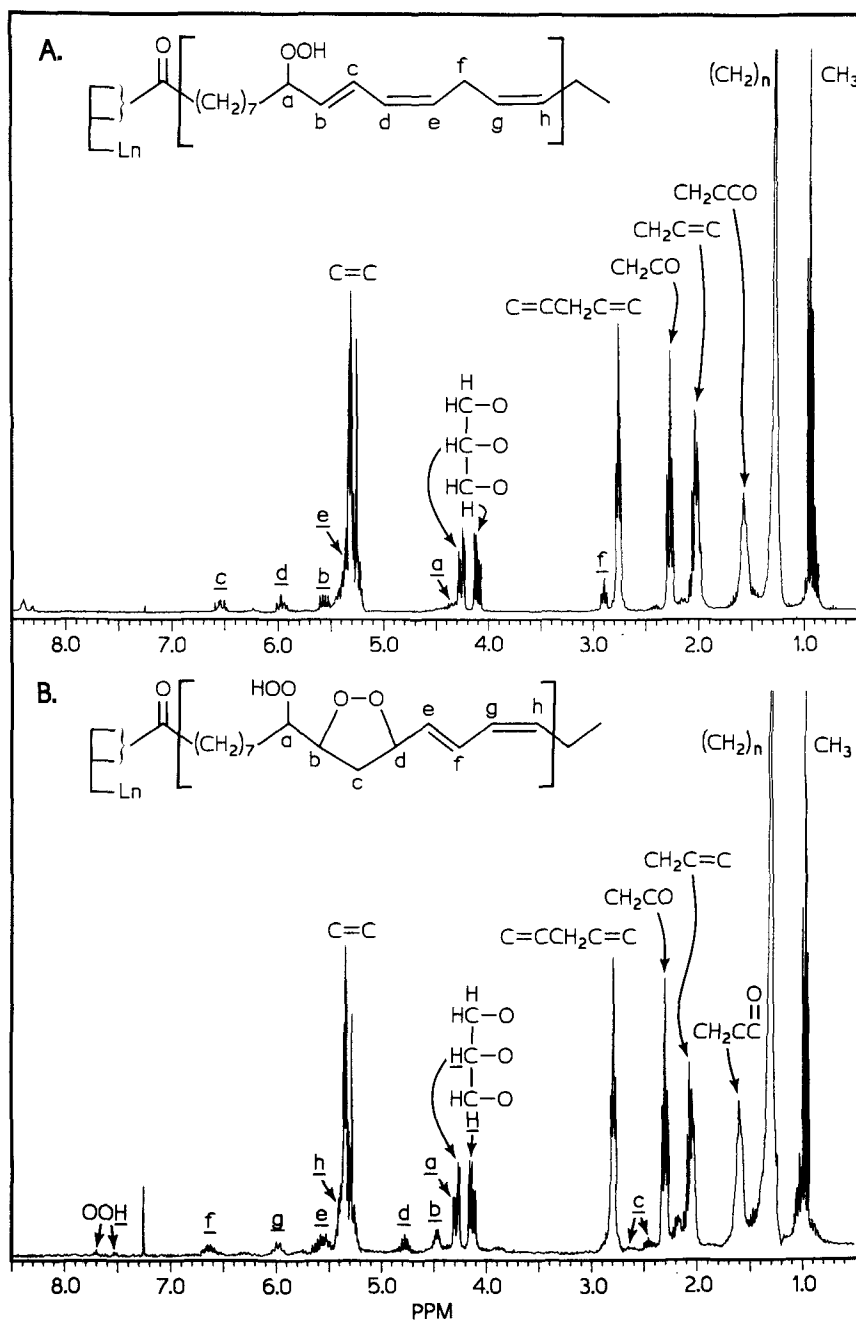 A.
O
OOH
(CH2)7
a
b
c
d
e
f
g
h
Ln
(CH2)n
CH3
CH2CCO
CH2C=C
CH2CO
C=CCH2C=C
C=C
H
HC-O
HC-O
HC-O
H
e
c
d
b
a
f
8.0 7.0 6.0 5.0 4.0 3.0 2.0 1.0
B.
O
HOO
O-O
(CH2)7
a
b
c
d
e
f
g
h
Ln
(CH2)n
CH3
CH2C=C
CH2CO
C=CCH2C=C
O
CH2CC
C=C
H
HC-O
HC-O
HC-O
H
h
a
OOH
f
g
e
d
b
c
8.0 7.0 6.0 5.0 4.0 3.0 2.0 1.0
PPM